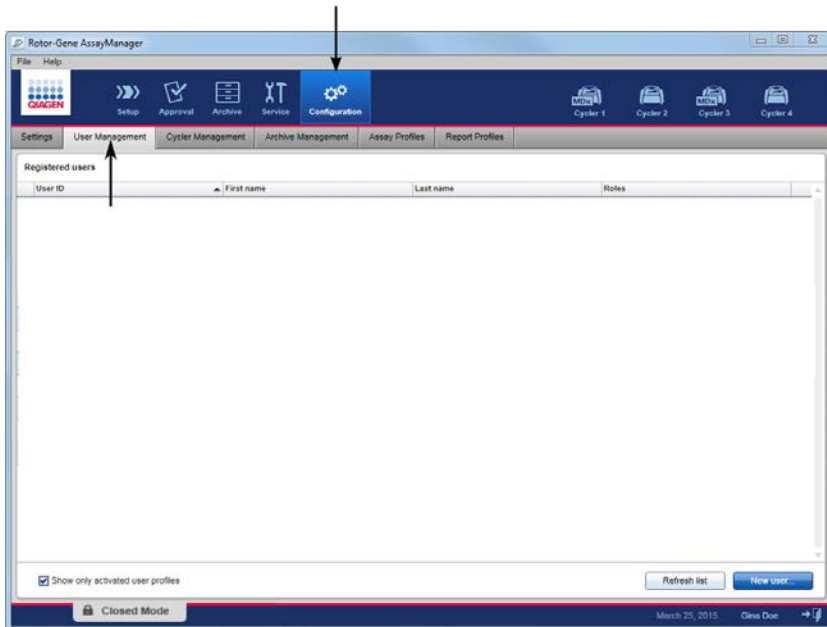 Rotor-Gene AssayManager
File Help
QIAGEN
Setup Approval Archive Service Configuration
MDx MDx
Cycler 1 Cycler 2 Cycler 3 Cycler 4
Settings User Management Cycler Management Archive Management Assay Profiles Report Profiles
Registered users
User ID First name Last name Roles
Show only activated user profiles
Refresh list New user...
Closed Mode March 25, 2015 Gina Doe